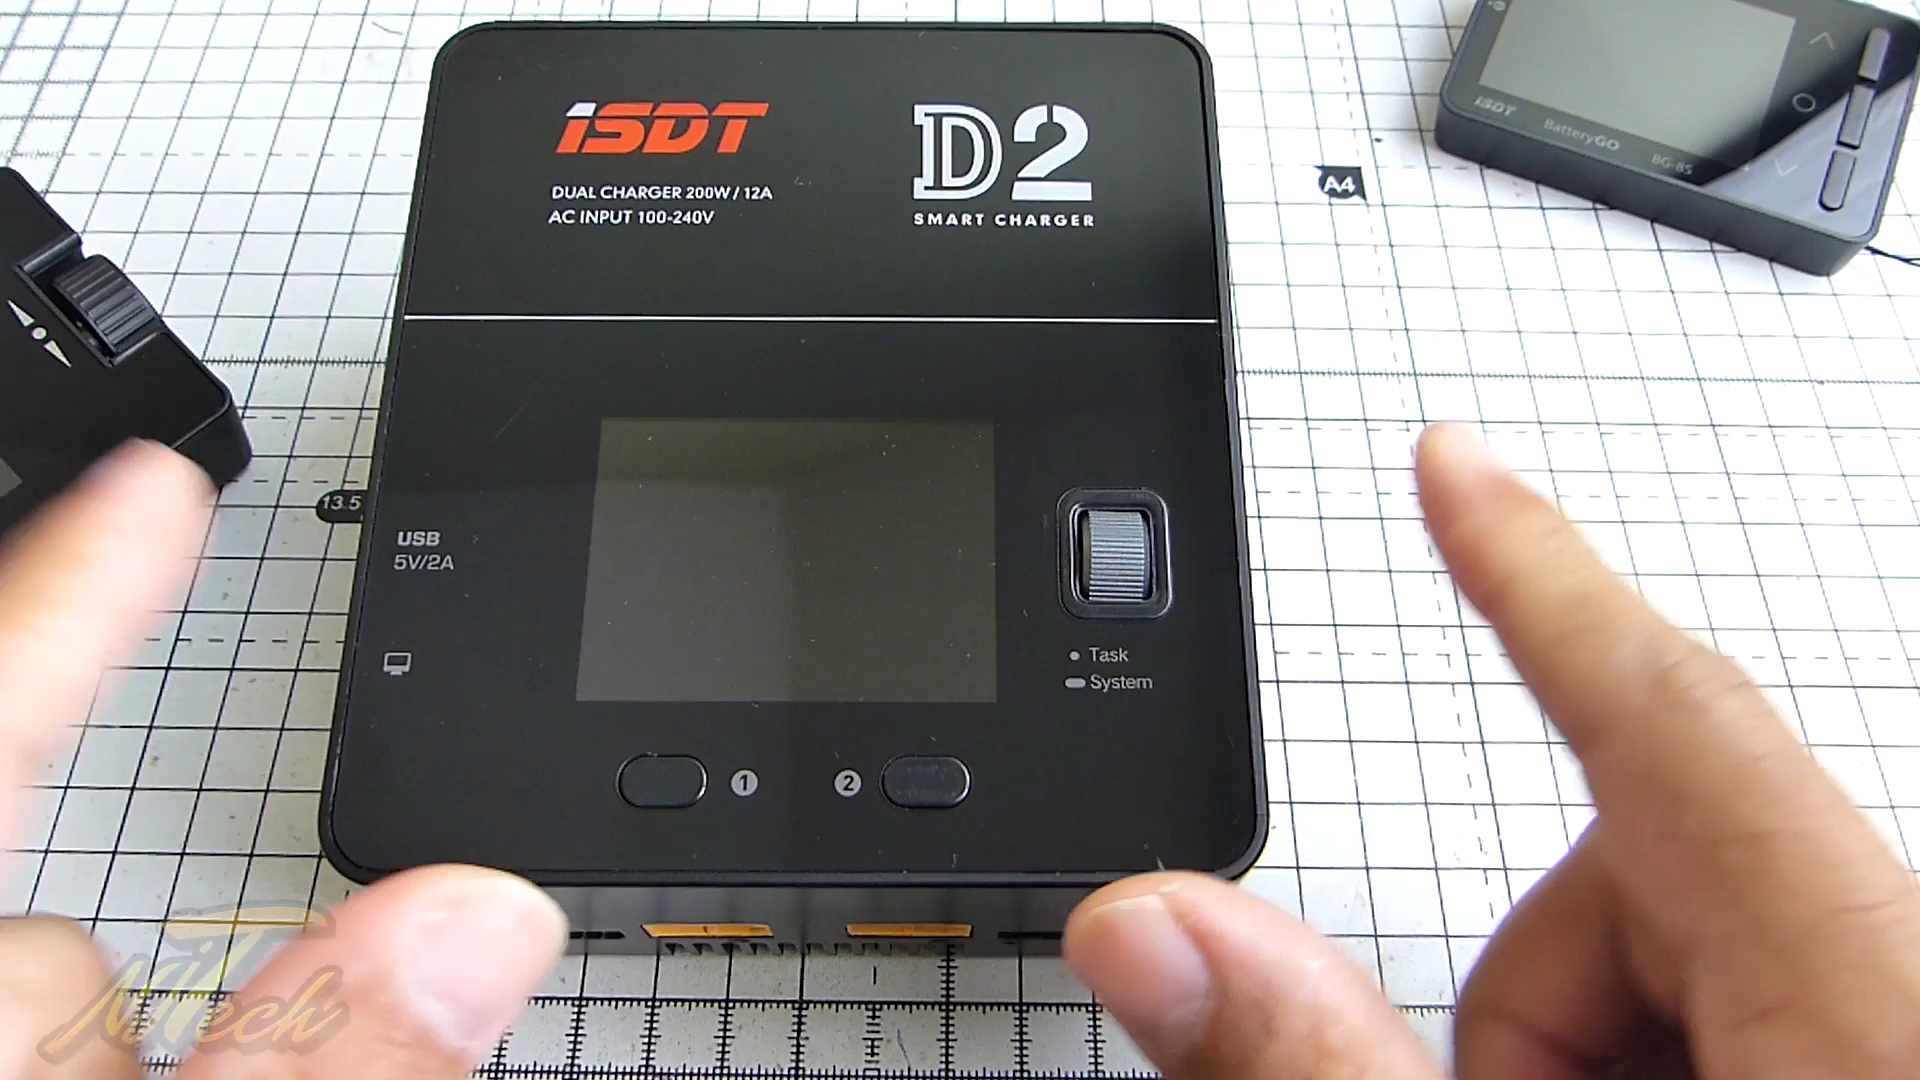 iSDT
D2
DUAL CHARGER 200W / 12A
AC INPUT 100-240V
SMART CHARGER
A4
iSDT
BatteryGO
BG-8S
13.5
USB
5V/2A
Task
System
1
2
Tech